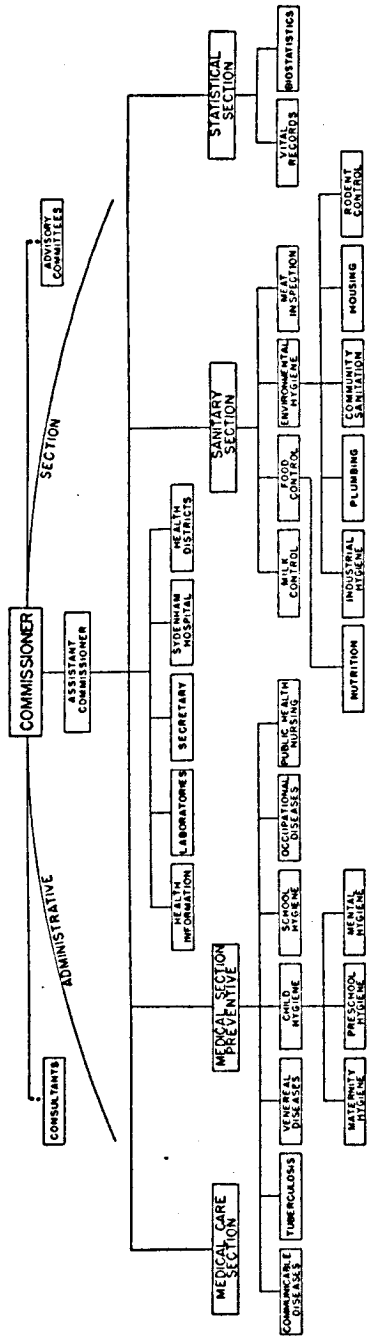 COMMISSIONER
CONSULTANTS
ADVISORY
COMMITTEES
ADMINISTRATIVE
SECTION
ASSISTANT
COMMISSIONER
HEALTH
INFORMATION
LABORATORIES
SECRETARY
SYDENHAM
HOSPITAL
HEALTH
DISTRICTS
MEDICAL CARE
SECTION
MEDICAL SECTION
PREVENTIVE
SANITARY
SECTION
STATISTICAL
SECTION
COMMUNICABLE
DISEASES
TUBERCULOSIS
VENEREAL
DISEASES
CHILD
HYGIENE
SCHOOL
HYGIENE
OCCUPATIONAL
DISEASES
PUBLIC HEALTH
NURSING
MILK
CONTROL
FOOD
CONTROL
ENVIRONMENTAL
HYGIENE
MEAT
INSPECTION
VITAL
RECORDS
BIOSTATISTICS
MATERNITY
HYGIENE
PRESCHOOL
HYGIENE
MENTAL
HYGIENE
NUTRITION
INDUSTRIAL
HYGIENE
PLUMBING
COMMUNITY
SANITATION
HOUSING
RODENT
CONTROL